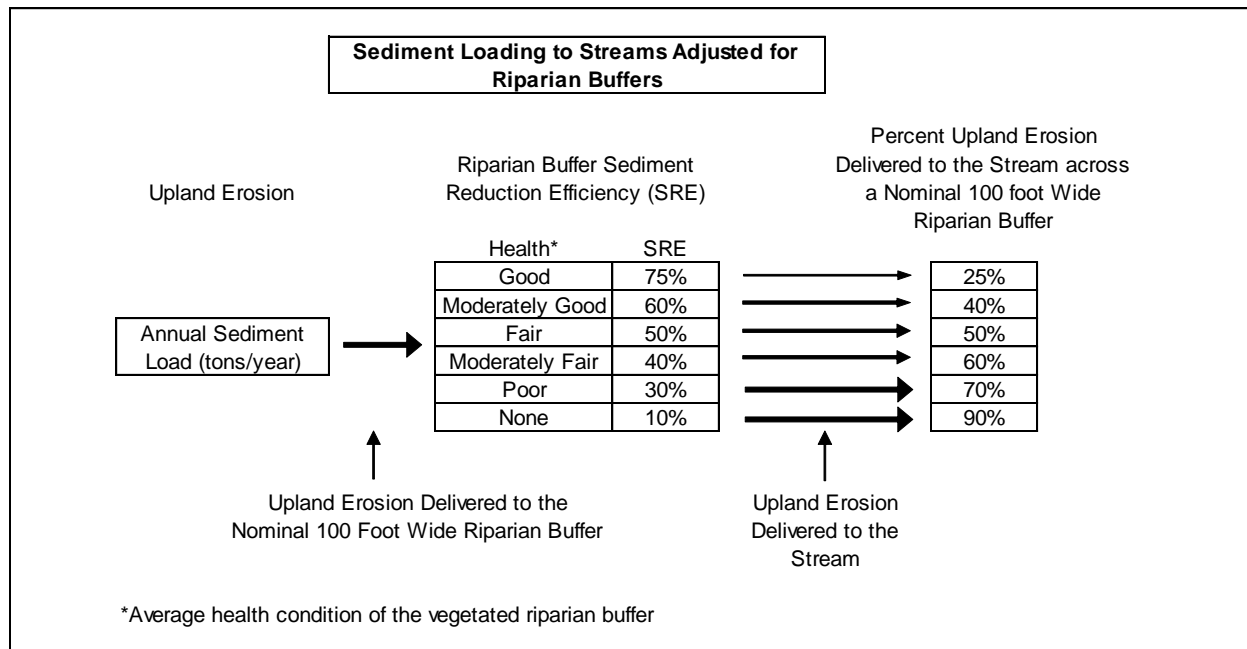 Sediment Loading to Streams Adjusted for
Riparian Buffers
Upland Erosion
Riparian Buffer Sediment
Reduction Efficiency (SRE)
Percent Upland Erosion
Delivered to the Stream across
a Nominal 100 foot Wide
Riparian Buffer
Health* SRE
Good 75% 25%
Moderately Good 60% 40%
Fair 50% 50%
Moderately Fair 40% 60%
Poor 30% 70%
None 10% 90%
Annual Sediment
Load (tons/year)
Upland Erosion Delivered to the
Nominal 100 Foot Wide Riparian Buffer
Upland Erosion
Delivered to the
Stream
*Average health condition of the vegetated riparian buffer